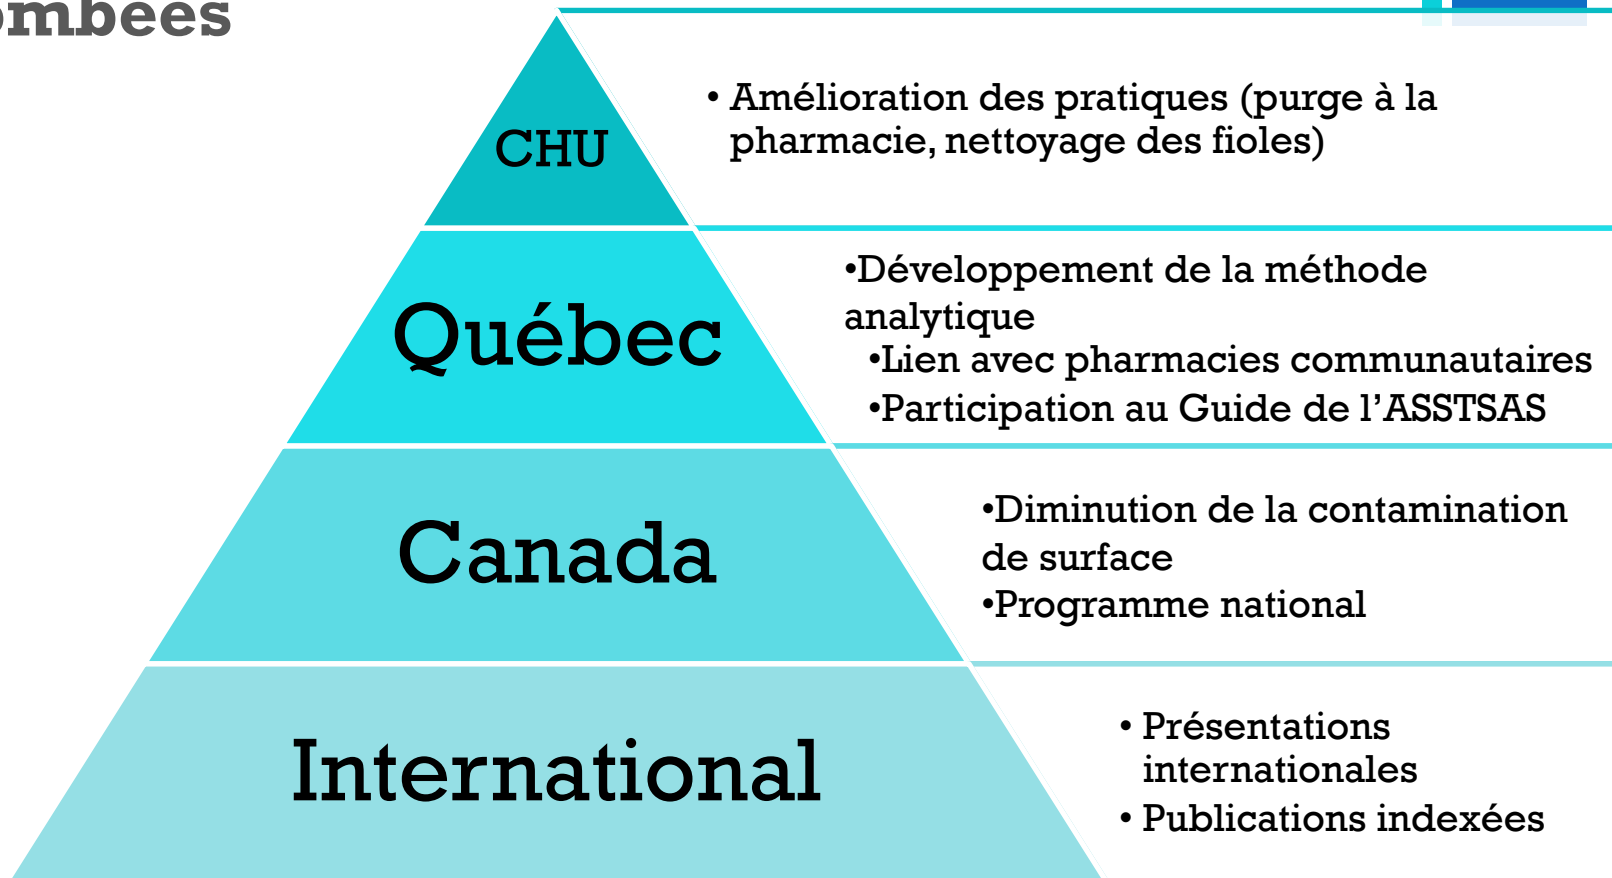 ombées
CHU
• Amélioration des pratiques (purge à la
pharmacie, nettoyage des fioles)
Québec
•Développement de la méthode
analytique
•Lien avec pharmacies communautaires
•Participation au Guide de l’ASSTSAS
Canada
•Diminution de la contamination
de surface
•Programme national
International
• Présentations
internationales
• Publications indexées